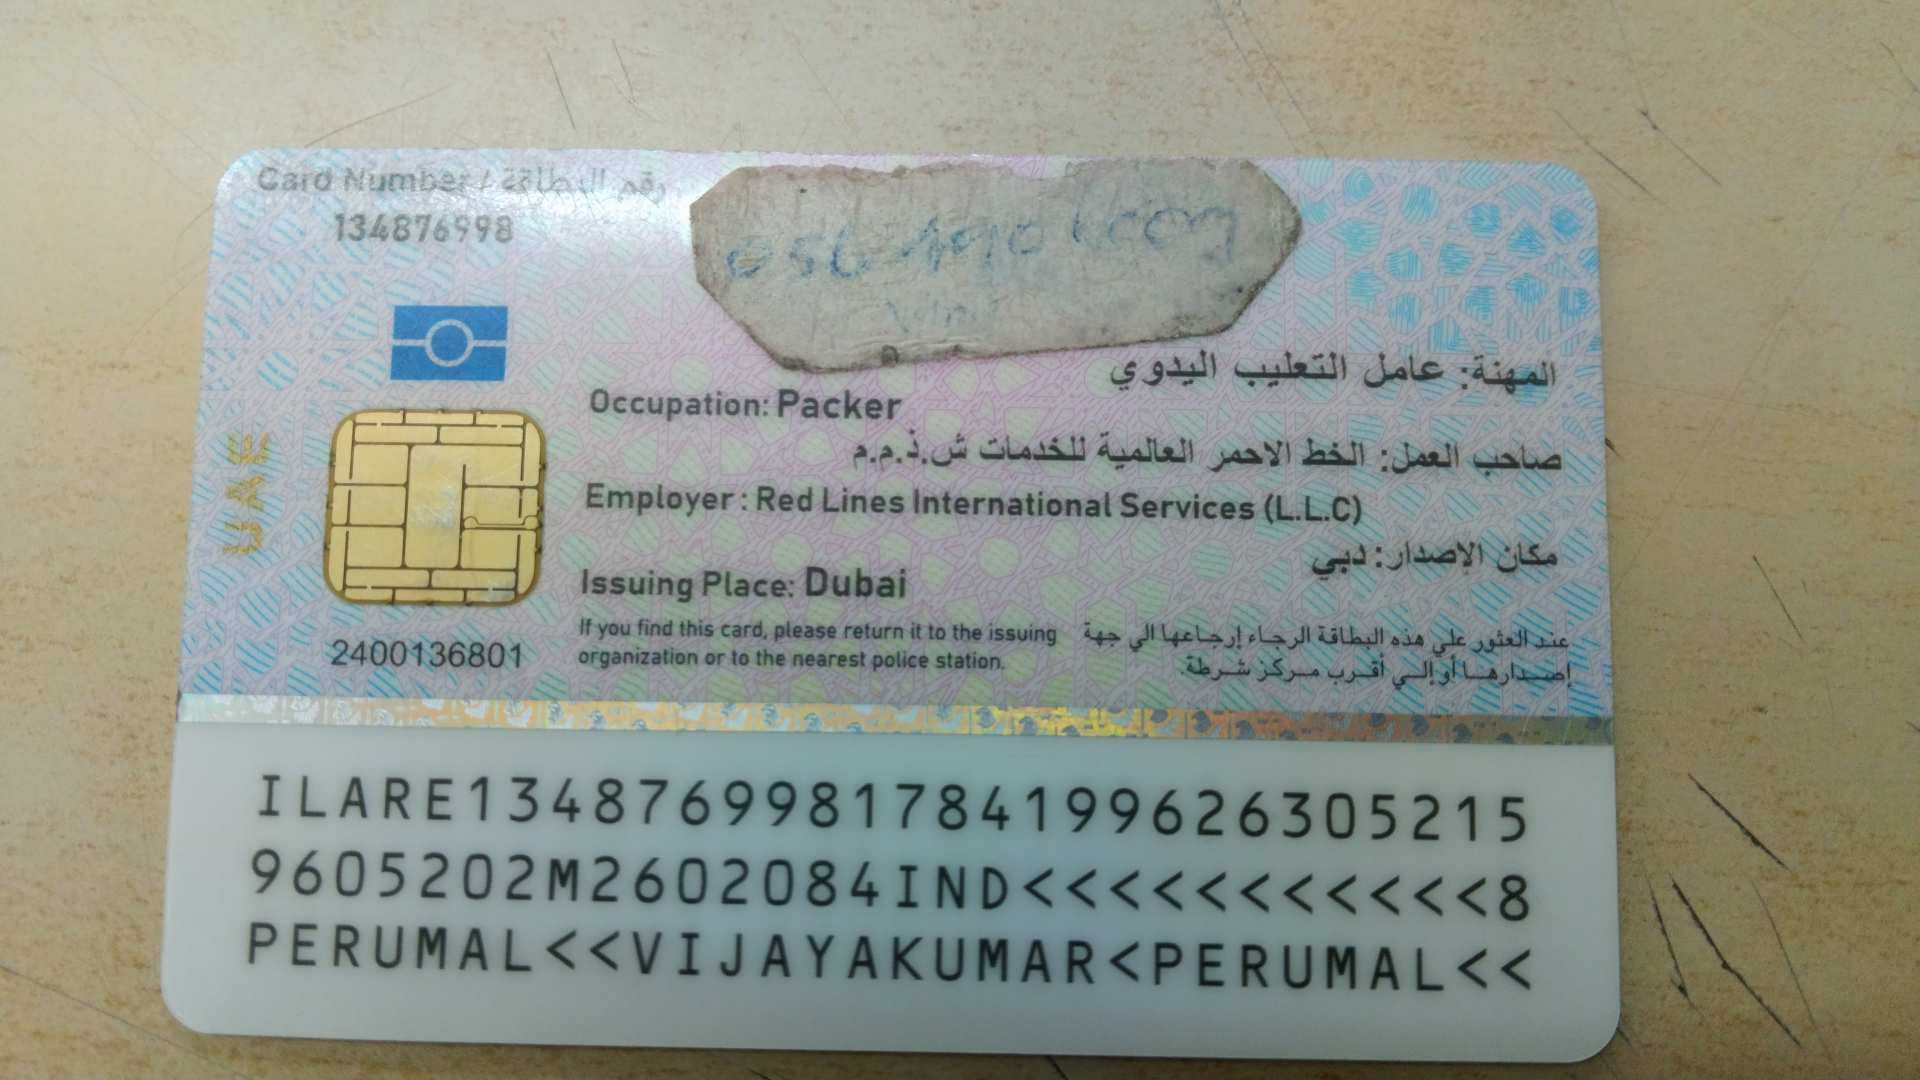 Card Number / رقم البطاقة
134876998
المهنة: عامل التعليب اليدوي
Occupation: Packer
صاحب العمل: الخط الاحمر العالمية للخدمات ش.ذ.م.م
Employer : Red Lines International Services (L.L.C)
مكان الإصدار: دبي
Issuing Place: Dubai
UAE
2400136801
If you find this card, please return it to the issuing
organization or to the nearest police station.
عند العثور علي هذه البطاقة الرجاء إرجاعها الي جهة
إصدارها أو إلي أقرب مركز شرطة.
ILARE1348769981784199626305215
9605202M2602084IND<<<<<<<<<<<8
PERUMAL<<VIJAYAKUMAR<PERUMAL<<